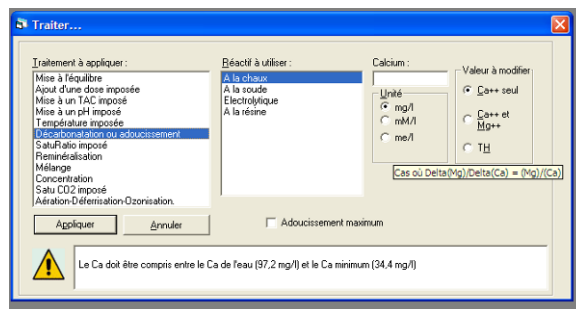 Traiter...
Traitement à appliquer :
Mise à l'équilibre
Ajout d'une dose imposée
Mise à un TAC imposé
Mise à un pH imposé
Température imposée
Décarbonatation ou adoucissement
SatuRatio imposé
Reminéralisation
Mélange
Concentration
Satu CO2 imposé
Aération-Déferrisation-Ozonisation.
Réactif à utiliser :
A la chaux
A la soude
Electrolytique
A la résine
Calcium :
Unité
mg/l
mM/l
me/l
Valeur à modifier
Ca++ seul
Ca++ et
Mg++
TH
Cas où Delta(Mg)/Delta(Ca) = (Mg)/(Ca)
Appliquer
Annuler
Adoucissement maximum
Le Ca doit être compris entre le Ca de l'eau (97,2 mg/l) et le Ca minimum (34,4 mg/l)